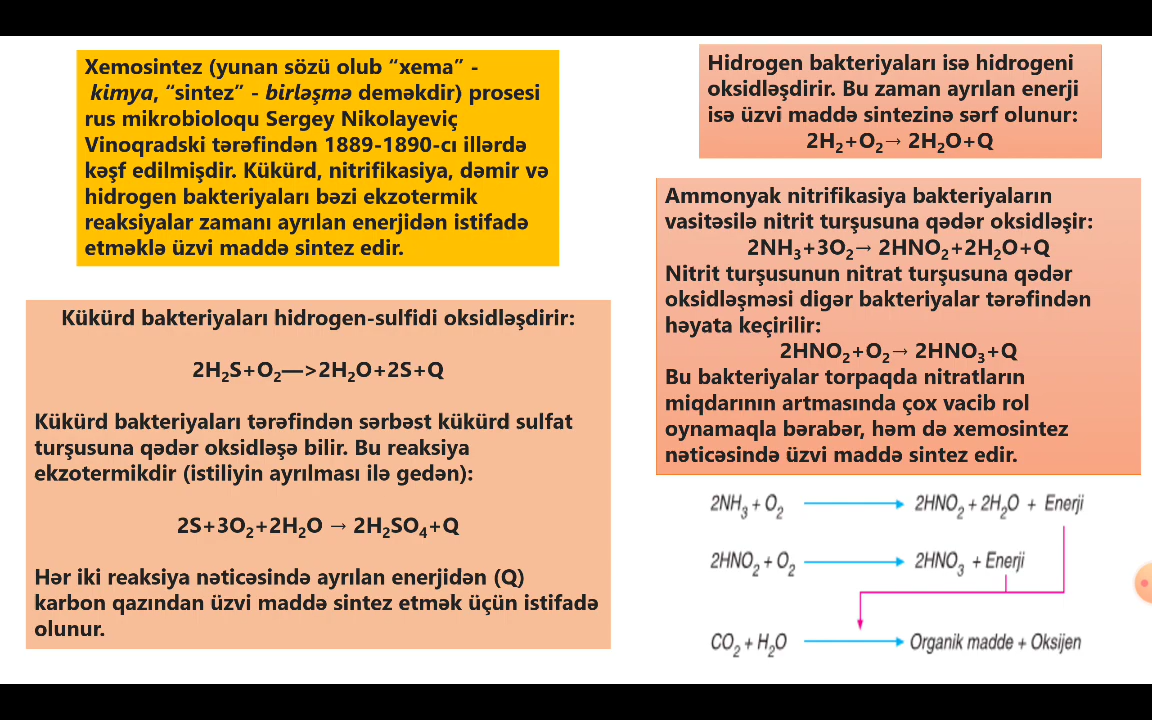 Xemosintez (yunan sözü olub “xema” -
kimya, “sintez” - birləşmə deməkdir) prosesi
rus mikrobioloqu Sergey Nikolayeviç
Vinoqradski tərəfindən 1889-1890-cı illərdə
kəşf edilmişdir. Kükürd, nitrifikasiya, dəmir və
hidrogen bakteriyaları bəzi ekzotermik
reaksiyalar zamanı ayrılan enerjidən istifadə
etməklə üzvi maddə sintez edir.
Kükürd bakteriyaları hidrogen-sulfidi oksidləşdirir:
2H₂S+O₂—>2H₂O+2S+Q
Kükürd bakteriyaları tərəfindən sərbəst kükürd sulfat
turşusuna qədər oksidləşə bilir. Bu reaksiya
ekzotermikdir (istiliyin ayrılması ilə gedən):
2S+3O₂+2H₂O → 2H₂SO₄+Q
Hər iki reaksiya nəticəsində ayrılan enerjidən (Q)
karbon qazından üzvi maddə sintez etmək üçün istifadə
olunur.
Hidrogen bakteriyaları isə hidrogeni
oksidləşdirir. Bu zaman ayrılan enerji
isə üzvi maddə sintezinə sərf olunur:
2H₂+O₂→ 2H₂O+Q
Ammonyak nitrifikasiya bakteriyaların
vasitəsilə nitrit turşusuna qədər oksidləşir:
2NH₃+3O₂→ 2HNO₂+2H₂O+Q
Nitrit turşusunun nitrat turşusuna qədər
oksidləşməsi digər bakteriyalar tərəfindən
həyata keçirilir:
2HNO₂+O₂→ 2HNO₃+Q
Bu bakteriyalar torpaqda nitratların
miqdarının artmasında çox vacib rol
oynamaqla bərabər, həm də xemosintez
nəticəsində üzvi maddə sintez edir.
2NH₃ + O₂ → 2HNO₂ + 2H₂O + Enerji
2HNO₂ + O₂ → 2HNO₃ + Enerji
CO₂ + H₂O → Organik madde + Oksijen